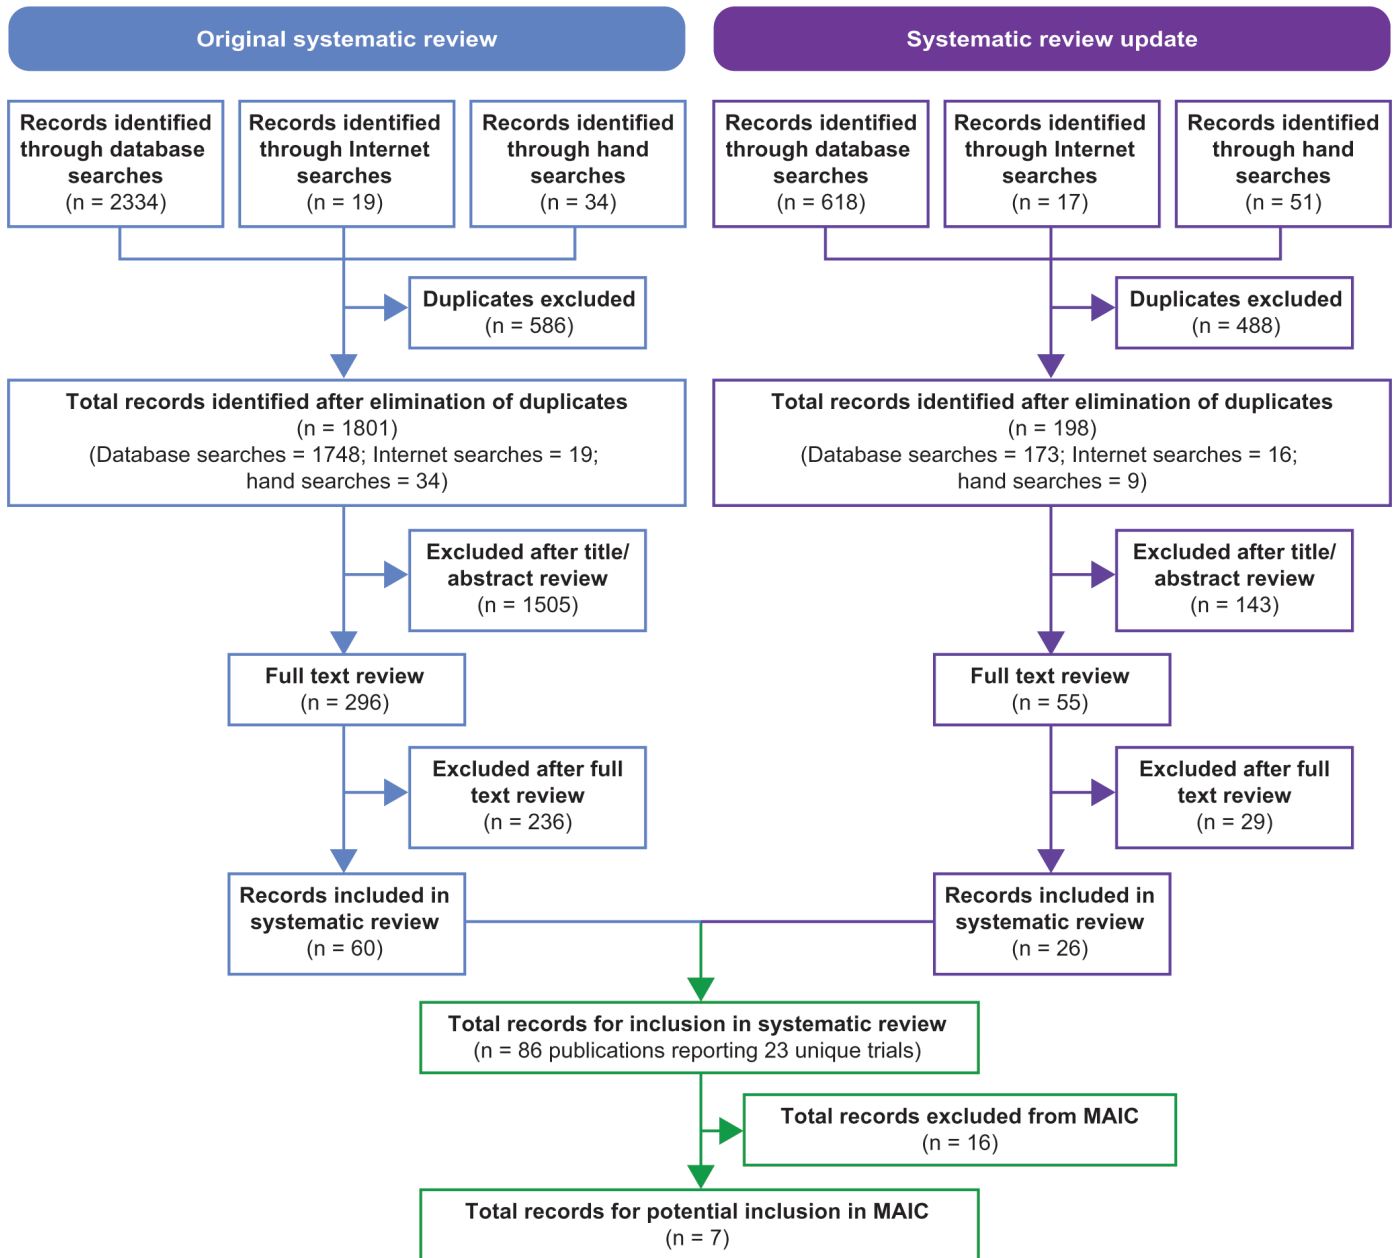 Original systematic review
Systematic review update
Records identified
through database
searches
(n = 2334)
Records identified
through Internet
searches
(n = 19)
Records identified
through hand
searches
(n = 34)
Records identified
through database
searches
(n = 618)
Records identified
through Internet
searches
(n = 17)
Records identified
through hand
searches
(n = 51)
Duplicates excluded
(n = 586)
Duplicates excluded
(n = 488)
Total records identified after elimination of duplicates
(n = 1801)
(Database searches = 1748; Internet searches = 19;
hand searches = 34)
Total records identified after elimination of duplicates
(n = 198)
(Database searches = 173; Internet searches = 16;
hand searches = 9)
Excluded after title/
abstract review
(n = 1505)
Excluded after title/
abstract review
(n = 143)
Full text review
(n = 296)
Full text review
(n = 55)
Excluded after full
text review
(n = 236)
Excluded after full
text review
(n = 29)
Records included in
systematic review
(n = 60)
Records included in
systematic review
(n = 26)
Total records for inclusion in systematic review
(n = 86 publications reporting 23 unique trials)
Total records excluded from MAIC
(n = 16)
Total records for potential inclusion in MAIC
(n = 7)